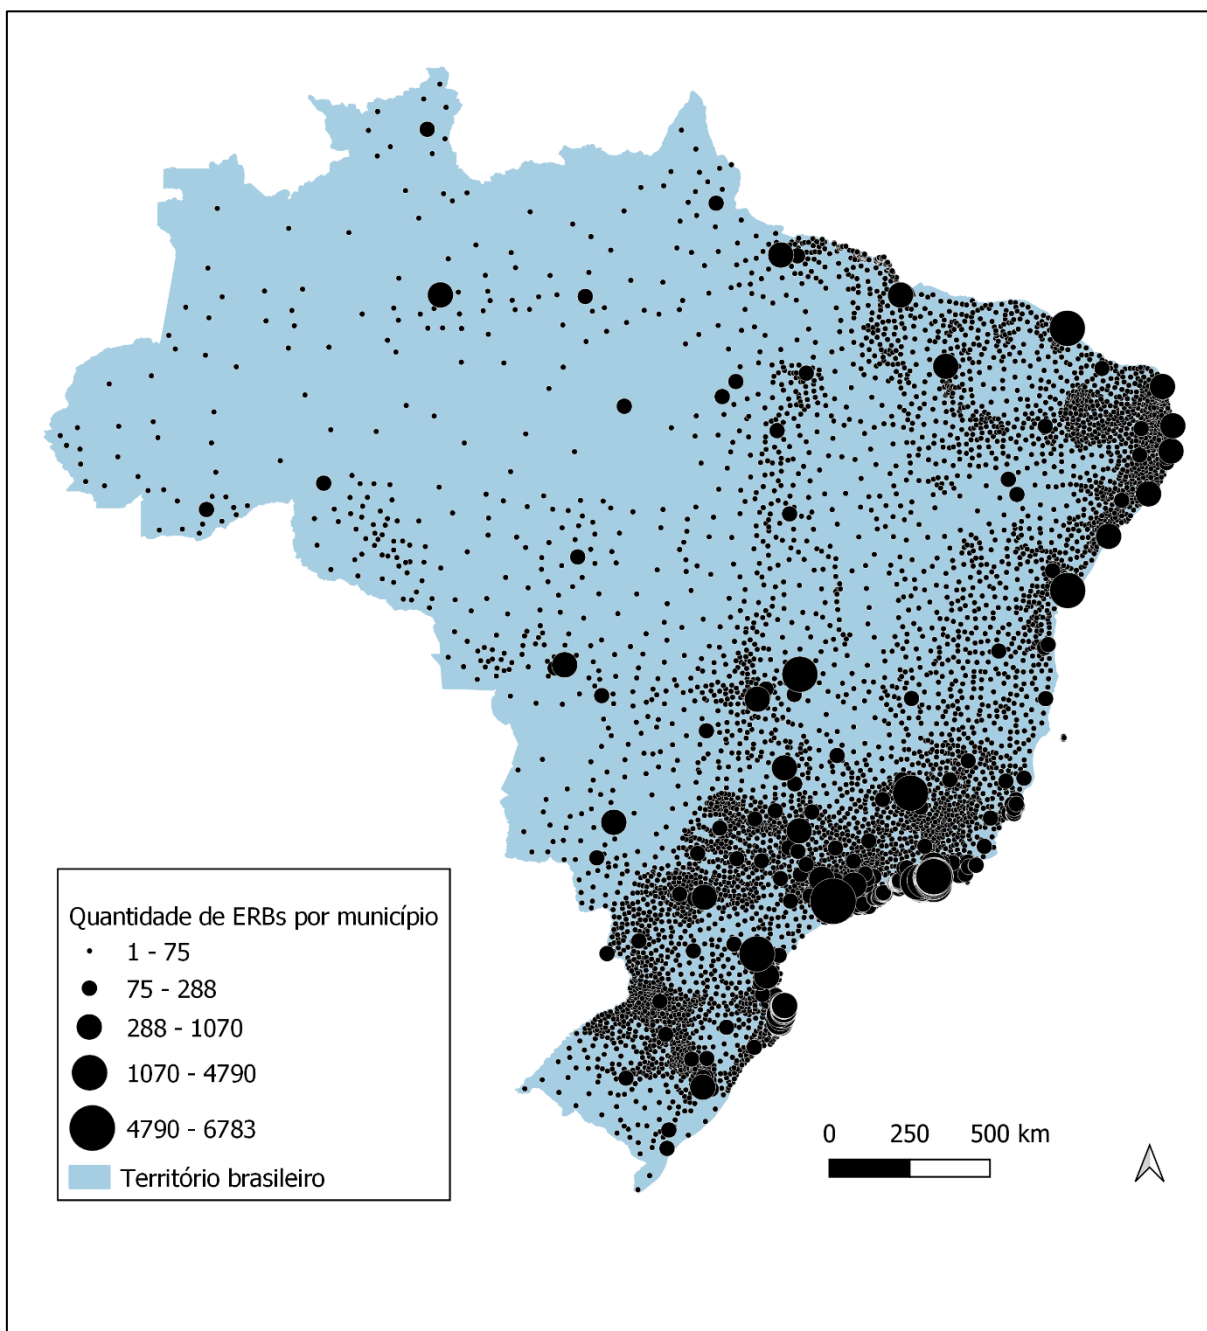 Quantidade de ERBs por município
1 - 75
75 - 288
288 - 1070
1070 - 4790
4790 - 6783
Território brasileiro
0 250 500 km